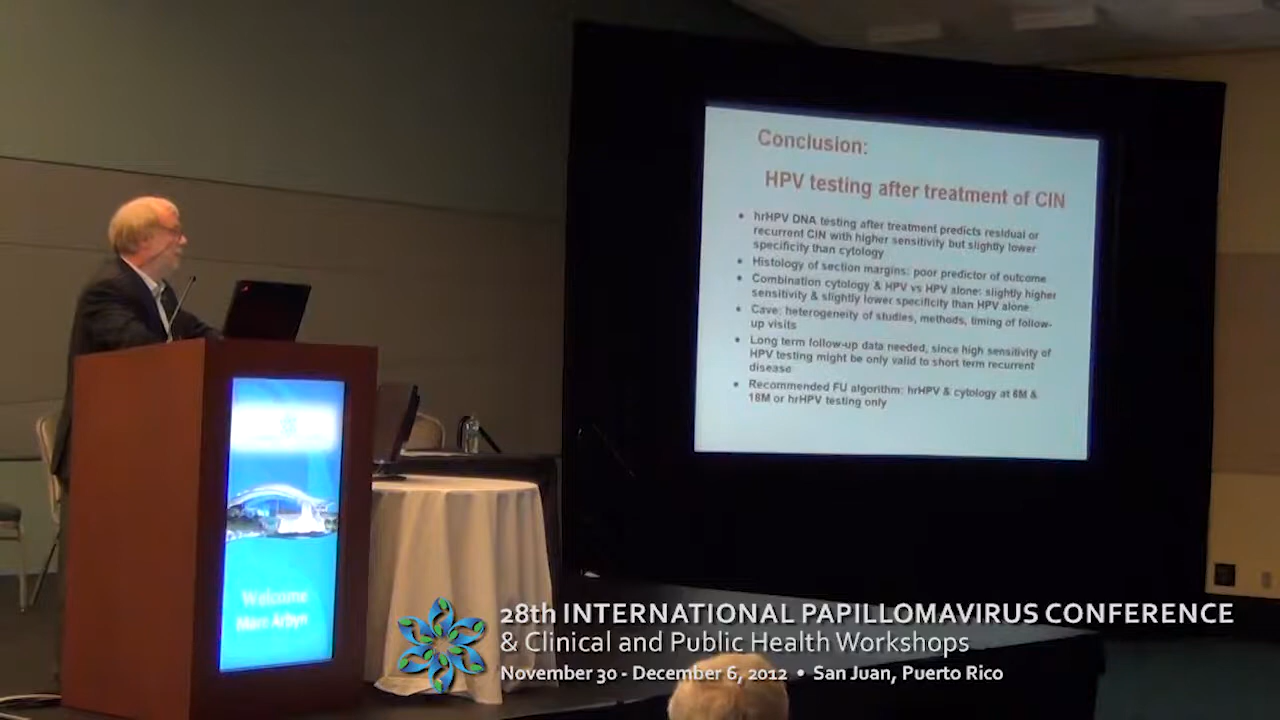 Conclusion:
HPV testing after treatment of CIN
• hrHPV DNA testing after treatment predicts residual or
recurrent CIN with higher sensitivity but slightly lower
specificity than cytology
• Histology of section margins: poor predictor of outcome
• Combination cytology & HPV vs HPV alone: slightly higher
sensitivity & slightly lower specificity than HPV alone
• Cave: heterogeneity of studies, methods, timing of follow-
up visits
• Long term follow-up data needed, since high sensitivity of
HPV testing might be only valid to short term recurrent
disease
• Recommended FU algorithm: hrHPV & cytology at 6M &
18M or hrHPV testing only
Welcome
Marc Arbyn
28th INTERNATIONAL PAPILLOMAVIRUS CONFERENCE
& Clinical and Public Health Workshops
November 30 - December 6, 2012 • San Juan, Puerto Rico